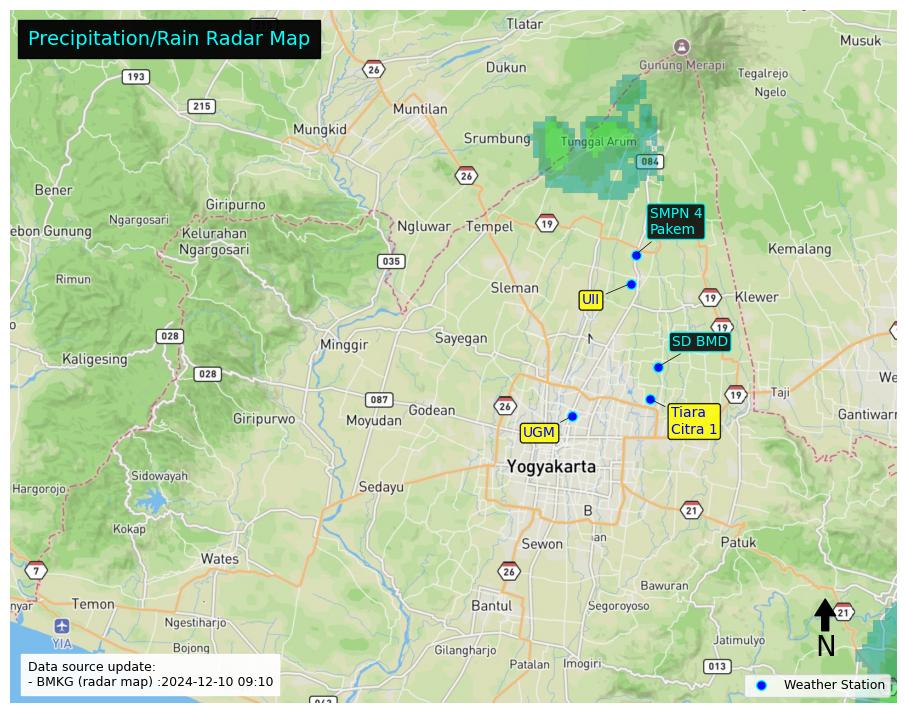 Precipitation/Rain Radar Map
Tlatar
Musuk
193
26
Dukun
Gunung Merapi
Tegalrejo
Ngelo
215
Muntilan
Mungkid
Srumbung
Tunggal Arum
084
26
Bener
Giripurno
SMPN 4
Pakem
Ngargosari
ebon Gunung
Kelurahan
Ngargosari
Ngluwar
Tempel
19
Kemalang
035
Rimun
Sleman
UII
19
Klewer
19
o
028
Minggir
Sayegan
N
SD BMD
Kaligesing
028
We
087
Godean
26
19
Taji
Giripurwo
Moyudan
UGM
Tiara
Citra 1
Gantiwarn
Yogyakarta
Hargorojo
Sidowayah
Sedayu
B
21
Kokap
an
Wates
Sewon
Patuk
7
26
Bawuran
nyar
Temon
Bantul
Segoroyoso
21
Ngestiharjo
YIA
Bojong
Gilangharjo
Jatimulyo
N
Patalan
Imogiri
013
Data source update:
- BMKG (radar map) :2024-12-10 09:10
Weather Station